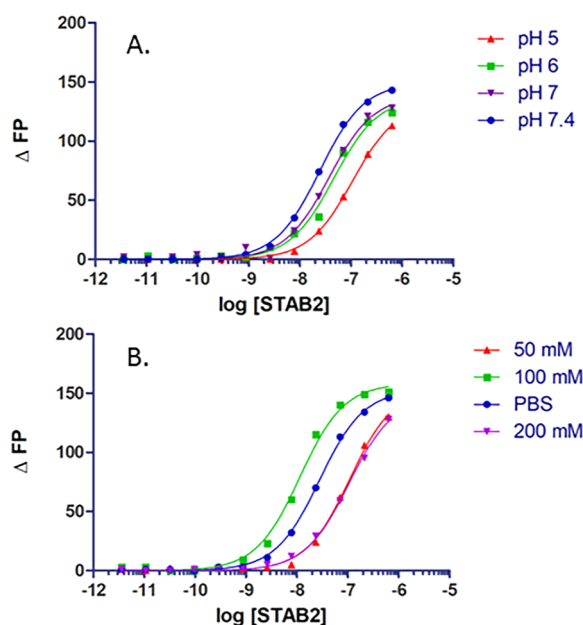 A.
200
150
100
50
0
Δ FP
-12 -11 -10 -9 -8 -7 -6 -5
log [STAB2]
pH 5
pH 6
pH 7
pH 7.4
B.
200
150
100
50
0
Δ FP
-12 -11 -10 -9 -8 -7 -6 -5
log [STAB2]
50 mM
100 mM
PBS
200 mM